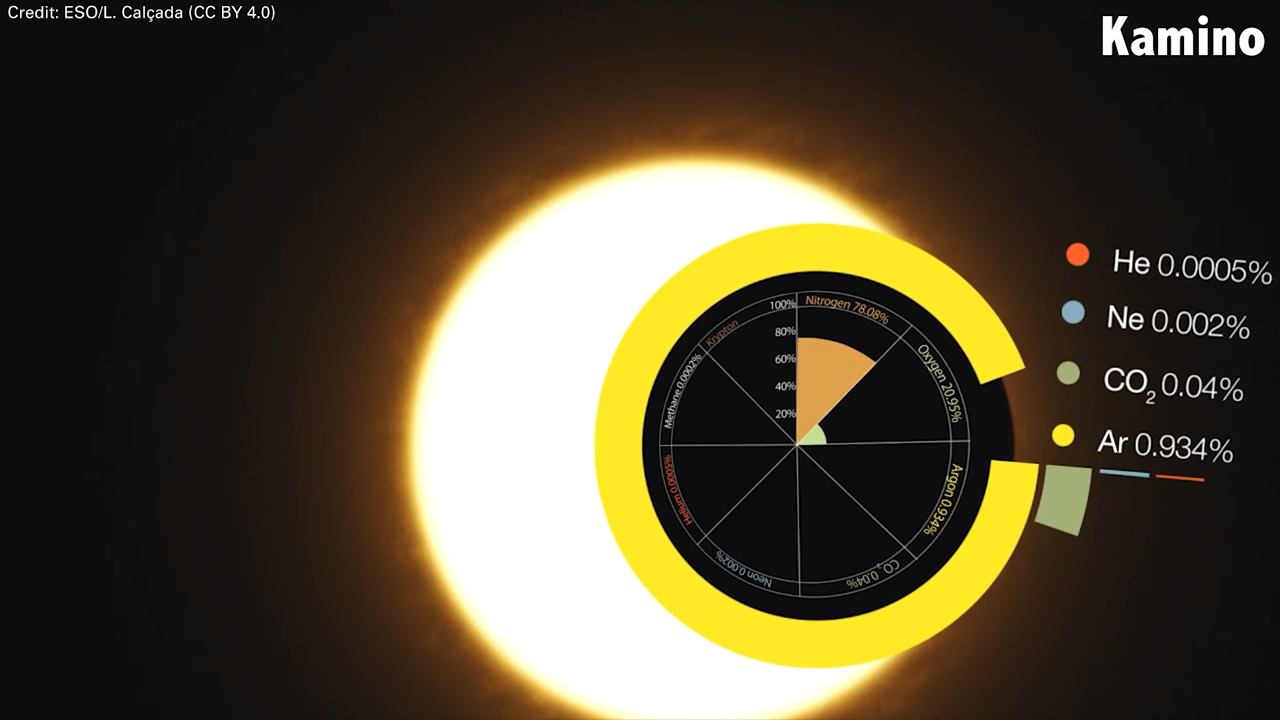 Credit: ESO/L. Calçada (CC BY 4.0)
Kamino
He 0.0005%
Ne 0.002%
CO₂ 0.04%
Ar 0.934%
100%
80%
60%
40%
20%
Nitrogen 78.08%
Oxygen 20.95%
Argon 0.934%
CO₂ 0.04%
Neon 0.002%
Helium 0.0005%
Methane 0.0002%
Krypton